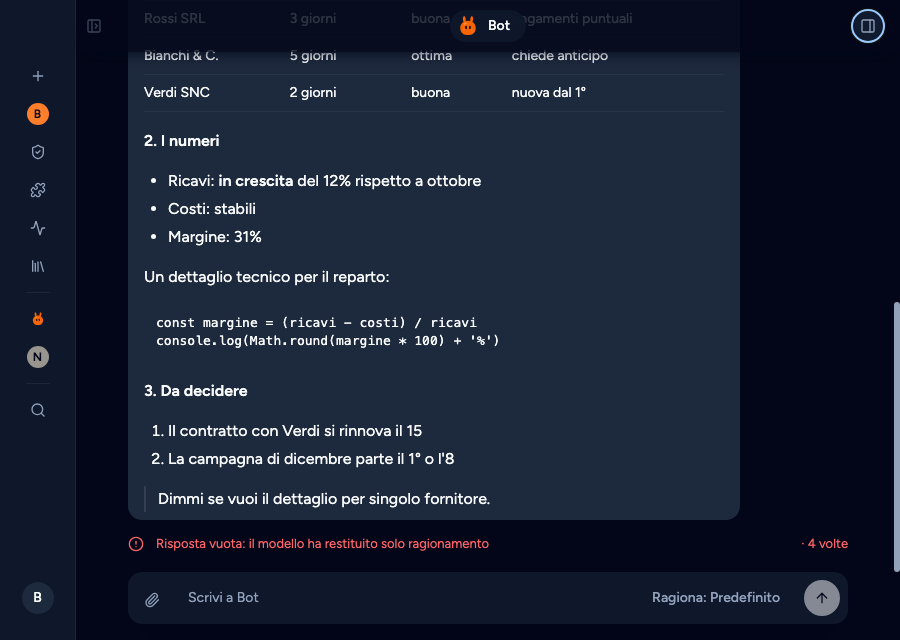 Rossi SRL 3 giorni buona pagamenti puntuali
Bot
Bianchi & C. 5 giorni ottima chiede anticipo
B
Verdi SNC 2 giorni buona nuova dal 1°
2. I numeri
• Ricavi: in crescita del 12% rispetto a ottobre
• Costi: stabili
• Margine: 31%
Un dettaglio tecnico per il reparto:
const margine = (ricavi - costi) / ricavi
console.log(Math.round(margine * 100) + '%')
N
3. Da decidere
1. Il contratto con Verdi si rinnova il 15
2. La campagna di dicembre parte il 1° o l'8
Dimmi se vuoi il dettaglio per singolo fornitore.
Risposta vuota: il modello ha restituito solo ragionamento · 4 volte
B
Scrivi a Bot Ragiona: Predefinito